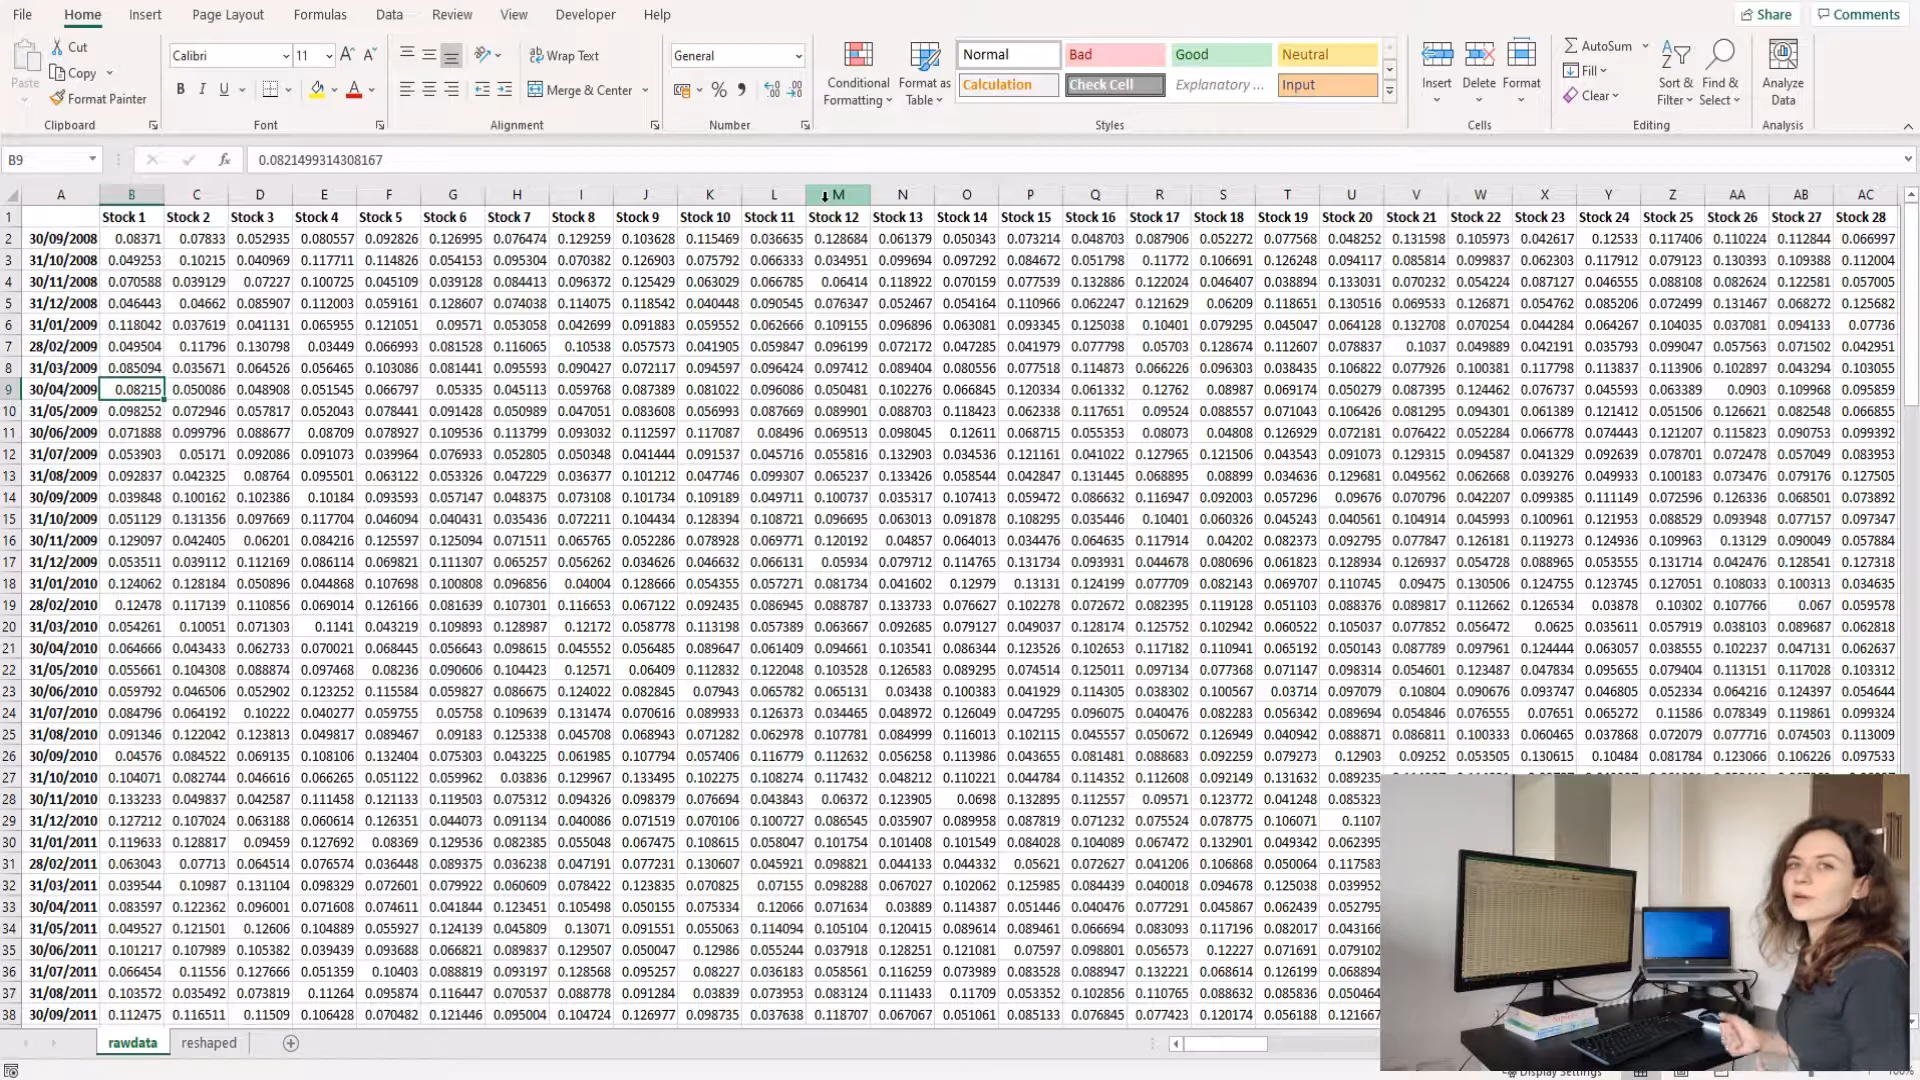 File Home Insert Page Layout Formulas Data Review View Developer Help Share Comments
Cut
Copy
Paste
Format Painter
Clipboard
Calibri 11
B I U
Font
Wrap Text
Merge & Center
Alignment
General
Number
Conditional Formatting
Format as Table
Normal Bad Good Neutral
Calculation Check Cell Explanatory ... Input
Styles
Insert Delete Format
Cells
AutoSum
Fill
Clear
Sort & Filter
Find & Select
Editing
Analyze Data
Analysis
B9 fx 0.0821499314308167
A B C D E F G H I J K L M N O P Q R S T U V W X Y Z AA AB AC
1 Stock 1 Stock 2 Stock 3 Stock 4 Stock 5 Stock 6 Stock 7 Stock 8 Stock 9 Stock 10 Stock 11 Stock 12 Stock 13 Stock 14 Stock 15 Stock 16 Stock 17 Stock 18 Stock 19 Stock 20 Stock 21 Stock 22 Stock 23 Stock 24 Stock 25 Stock 26 Stock 27 Stock 28
2 30/09/2008 0.08371 0.07833 0.052935 0.080557 0.092826 0.126995 0.076474 0.129259 0.103628 0.115469 0.036635 0.128684 0.061379 0.050343 0.073214 0.048703 0.087906 0.052272 0.077568 0.048252 0.131598 0.105973 0.042617 0.12533 0.117406 0.110224 0.112844 0.066997
3 31/10/2008 0.049253 0.10215 0.040969 0.117711 0.114826 0.054153 0.095304 0.070382 0.126903 0.075792 0.066333 0.034951 0.099694 0.097292 0.084672 0.051798 0.11772 0.106691 0.126248 0.094117 0.085814 0.099837 0.062303 0.117912 0.079123 0.130393 0.109388 0.112004
4 30/11/2008 0.070588 0.039129 0.07227 0.100725 0.045109 0.039128 0.084413 0.096372 0.125429 0.063029 0.066785 0.06414 0.118922 0.070159 0.077539 0.132886 0.122024 0.046407 0.038894 0.133031 0.070232 0.054224 0.087127 0.046555 0.088108 0.082624 0.122581 0.057005
5 31/12/2008 0.046443 0.04662 0.085907 0.112003 0.059161 0.128607 0.074038 0.114075 0.118542 0.040448 0.090545 0.076347 0.052467 0.054164 0.110966 0.062247 0.121629 0.06209 0.118651 0.130516 0.069533 0.126871 0.054762 0.085206 0.072499 0.131467 0.068272 0.125682
6 31/01/2009 0.118042 0.037619 0.041131 0.065955 0.121051 0.09571 0.053058 0.042699 0.091883 0.059552 0.062666 0.109155 0.096896 0.063081 0.093345 0.125038 0.10401 0.079295 0.045047 0.064128 0.132708 0.070254 0.044284 0.064267 0.104035 0.037081 0.094133 0.07736
7 28/02/2009 0.049504 0.11796 0.130798 0.03449 0.066993 0.081528 0.116065 0.10538 0.057573 0.041905 0.059847 0.096199 0.072172 0.047285 0.041979 0.077798 0.05703 0.128674 0.112607 0.078837 0.1037 0.049889 0.042191 0.035793 0.099047 0.057563 0.071502 0.042951
8 31/03/2009 0.085094 0.035671 0.064526 0.056465 0.103086 0.081441 0.095593 0.090427 0.072117 0.094597 0.096424 0.097412 0.089404 0.080556 0.077518 0.114873 0.066226 0.096303 0.038435 0.106822 0.077926 0.100381 0.117798 0.113837 0.113906 0.102897 0.043294 0.103055
9 30/04/2009 0.08215 0.050086 0.048908 0.051545 0.066797 0.05335 0.045113 0.059768 0.087389 0.081022 0.096086 0.050481 0.102276 0.066845 0.120334 0.061332 0.12762 0.08987 0.069174 0.050279 0.087395 0.124462 0.076737 0.045593 0.063389 0.0903 0.109968 0.095859
10 31/05/2009 0.098252 0.072946 0.057817 0.052043 0.078441 0.091428 0.050989 0.047051 0.083608 0.056993 0.087669 0.089901 0.088703 0.118423 0.062338 0.117651 0.09524 0.088557 0.071043 0.106426 0.081295 0.094301 0.061389 0.121412 0.051506 0.126621 0.082548 0.066855
11 30/06/2009 0.071888 0.099796 0.088677 0.08709 0.078927 0.109536 0.113799 0.093032 0.112597 0.117087 0.08496 0.069513 0.098045 0.12611 0.068715 0.055353 0.08073 0.04808 0.126929 0.072181 0.076422 0.052284 0.066778 0.074443 0.121207 0.115823 0.090753 0.099392
12 31/07/2009 0.053903 0.05171 0.092086 0.091073 0.039964 0.076933 0.052805 0.050348 0.041444 0.091537 0.045716 0.055816 0.132903 0.034536 0.121161 0.041022 0.127965 0.121506 0.043543 0.091073 0.129315 0.094587 0.041329 0.092639 0.078701 0.072478 0.057049 0.083953
13 31/08/2009 0.092837 0.042325 0.08764 0.095501 0.063122 0.053326 0.047229 0.036377 0.101212 0.047746 0.099307 0.065237 0.133426 0.058544 0.042847 0.131445 0.068895 0.08899 0.034636 0.129681 0.049562 0.062668 0.039276 0.049933 0.100183 0.073476 0.079176 0.127505
14 30/09/2009 0.039848 0.100162 0.102386 0.10184 0.093593 0.057147 0.048375 0.073108 0.101734 0.109189 0.049711 0.100737 0.035317 0.107413 0.059472 0.086632 0.116947 0.092003 0.057296 0.09676 0.070796 0.042207 0.099385 0.111149 0.072596 0.126336 0.068501 0.073892
15 31/10/2009 0.051129 0.131356 0.097669 0.117704 0.046094 0.040431 0.035436 0.072211 0.104434 0.128394 0.108721 0.096695 0.063013 0.091878 0.108295 0.035446 0.10401 0.060326 0.045243 0.040561 0.104914 0.045993 0.100961 0.121953 0.088529 0.093948 0.077157 0.097347
16 30/11/2009 0.129097 0.042405 0.06201 0.084216 0.125597 0.125094 0.071511 0.065765 0.052286 0.078928 0.069771 0.120192 0.04857 0.064013 0.034476 0.064635 0.117914 0.04202 0.082373 0.092795 0.077847 0.126181 0.119273 0.124936 0.109963 0.13129 0.090049 0.057884
17 31/12/2009 0.053511 0.039112 0.112169 0.086114 0.069821 0.111307 0.065257 0.056262 0.034626 0.046632 0.066131 0.05934 0.079712 0.114765 0.131734 0.093931 0.044678 0.080696 0.061823 0.128934 0.126937 0.054728 0.088965 0.053555 0.131714 0.042476 0.128541 0.127318
18 31/01/2010 0.124062 0.128184 0.050896 0.044868 0.107698 0.100808 0.096856 0.04004 0.128666 0.054355 0.057271 0.081734 0.041602 0.12979 0.13131 0.124199 0.077709 0.082143 0.069707 0.110745 0.09475 0.130506 0.124755 0.123745 0.127051 0.108033 0.100313 0.034635
19 28/02/2010 0.12478 0.117139 0.110856 0.069014 0.126166 0.081639 0.107301 0.116653 0.067122 0.092435 0.086945 0.088787 0.133733 0.076627 0.102278 0.072672 0.082395 0.119128 0.051103 0.088376 0.089817 0.112662 0.126534 0.03878 0.10302 0.107766 0.067 0.059578
20 31/03/2010 0.054261 0.10051 0.071303 0.1141 0.043219 0.109893 0.128987 0.12172 0.058778 0.113198 0.057389 0.063667 0.092685 0.079127 0.049037 0.128174 0.125752 0.102942 0.060522 0.105037 0.077852 0.056472 0.0625 0.035611 0.057919 0.038103 0.089687 0.062818
21 30/04/2010 0.064666 0.043433 0.062733 0.070021 0.068445 0.056643 0.098615 0.045552 0.056485 0.089647 0.061409 0.094661 0.103541 0.086344 0.123526 0.102653 0.117182 0.110941 0.065192 0.050143 0.087789 0.097961 0.124444 0.063057 0.038555 0.102237 0.047131 0.062637
22 31/05/2010 0.055661 0.104308 0.088874 0.097468 0.08236 0.090606 0.104423 0.12571 0.06409 0.112832 0.122048 0.103528 0.126583 0.089295 0.074514 0.125011 0.097134 0.077368 0.071147 0.098314 0.054601 0.123487 0.047834 0.095655 0.079404 0.113151 0.117028 0.103312
23 30/06/2010 0.059792 0.046506 0.052902 0.123252 0.115584 0.059827 0.086675 0.124022 0.082845 0.07943 0.065782 0.065131 0.03438 0.100383 0.041929 0.114305 0.038302 0.100567 0.03714 0.097079 0.10804 0.090676 0.093747 0.046805 0.052334 0.064216 0.124397 0.054644
24 31/07/2010 0.084796 0.064192 0.10222 0.040277 0.059755 0.05758 0.109639 0.131474 0.070616 0.089933 0.126373 0.034465 0.048972 0.126049 0.047295 0.096075 0.040476 0.082283 0.056342 0.089694 0.054846 0.076555 0.07651 0.065272 0.11586 0.078349 0.119861 0.099324
25 31/08/2010 0.091346 0.122042 0.123813 0.049817 0.089467 0.09183 0.125338 0.045708 0.068943 0.071282 0.062978 0.107781 0.084999 0.116013 0.102115 0.045557 0.050672 0.126949 0.040942 0.088871 0.086811 0.100333 0.060465 0.037868 0.072079 0.077716 0.074503 0.113009
26 30/09/2010 0.04576 0.084522 0.069135 0.108106 0.132404 0.075303 0.043225 0.061985 0.107794 0.057406 0.116779 0.112632 0.056258 0.113986 0.043655 0.081481 0.088683 0.092259 0.079273 0.12903 0.09252 0.053505 0.130615 0.10484 0.081784 0.123066 0.106226 0.097533
27 31/10/2010 0.104071 0.082744 0.046616 0.066265 0.051122 0.059962 0.03836 0.129967 0.133495 0.102275 0.108274 0.117432 0.048212 0.110221 0.044784 0.114352 0.112608 0.092149 0.131632 0.089235
28 30/11/2010 0.133233 0.049837 0.042587 0.111458 0.121133 0.119503 0.075312 0.094326 0.098379 0.076694 0.043843 0.06372 0.123905 0.0698 0.132895 0.112557 0.09571 0.123772 0.041248 0.085323
29 31/12/2010 0.127212 0.107024 0.063188 0.060614 0.126351 0.044073 0.091134 0.040086 0.071519 0.070106 0.100727 0.086545 0.035907 0.089958 0.087819 0.071232 0.075524 0.078775 0.106071 0.1107
30 31/01/2011 0.119633 0.128817 0.09459 0.127692 0.08369 0.129536 0.082385 0.055048 0.067475 0.108615 0.058047 0.101754 0.101408 0.101549 0.084028 0.104089 0.067472 0.132901 0.049342 0.062395
31 28/02/2011 0.063043 0.07713 0.064514 0.076574 0.036448 0.089375 0.036238 0.047191 0.077231 0.130607 0.045921 0.098821 0.044133 0.044332 0.05621 0.072627 0.041206 0.106868 0.050064 0.117583
32 31/03/2011 0.039544 0.10987 0.131104 0.098329 0.072601 0.079922 0.060609 0.078422 0.123835 0.070825 0.07155 0.098288 0.067027 0.102062 0.125985 0.084439 0.040018 0.094678 0.125038 0.039952
33 30/04/2011 0.083597 0.122362 0.096001 0.071608 0.074611 0.041844 0.123451 0.105498 0.050155 0.075334 0.12066 0.071634 0.03889 0.114387 0.051446 0.040476 0.077291 0.045867 0.062439 0.052795
34 31/05/2011 0.049527 0.121501 0.12606 0.104889 0.055927 0.124139 0.045809 0.13071 0.091551 0.055063 0.114094 0.105104 0.120415 0.089614 0.089461 0.066694 0.083093 0.117196 0.082017 0.043166
35 30/06/2011 0.101217 0.107989 0.105382 0.039439 0.093688 0.066821 0.089837 0.129507 0.050047 0.12986 0.055244 0.037918 0.128251 0.121081 0.07597 0.098801 0.056573 0.12227 0.071691 0.079102
36 31/07/2011 0.066454 0.11556 0.127666 0.051359 0.10403 0.088819 0.093197 0.128568 0.095257 0.08227 0.036183 0.058561 0.116259 0.073989 0.083528 0.088947 0.132221 0.068614 0.126199 0.068894
37 31/08/2011 0.103572 0.035492 0.073819 0.11264 0.095874 0.116447 0.070537 0.088778 0.091284 0.03839 0.073953 0.083124 0.111433 0.11709 0.053352 0.102856 0.110765 0.088632 0.085836 0.050464
38 30/09/2011 0.112475 0.116511 0.11509 0.106428 0.070482 0.121446 0.095004 0.104724 0.126977 0.098735 0.037638 0.118707 0.067067 0.051061 0.085133 0.076845 0.077423 0.120174 0.056188 0.121667
rawdata reshaped